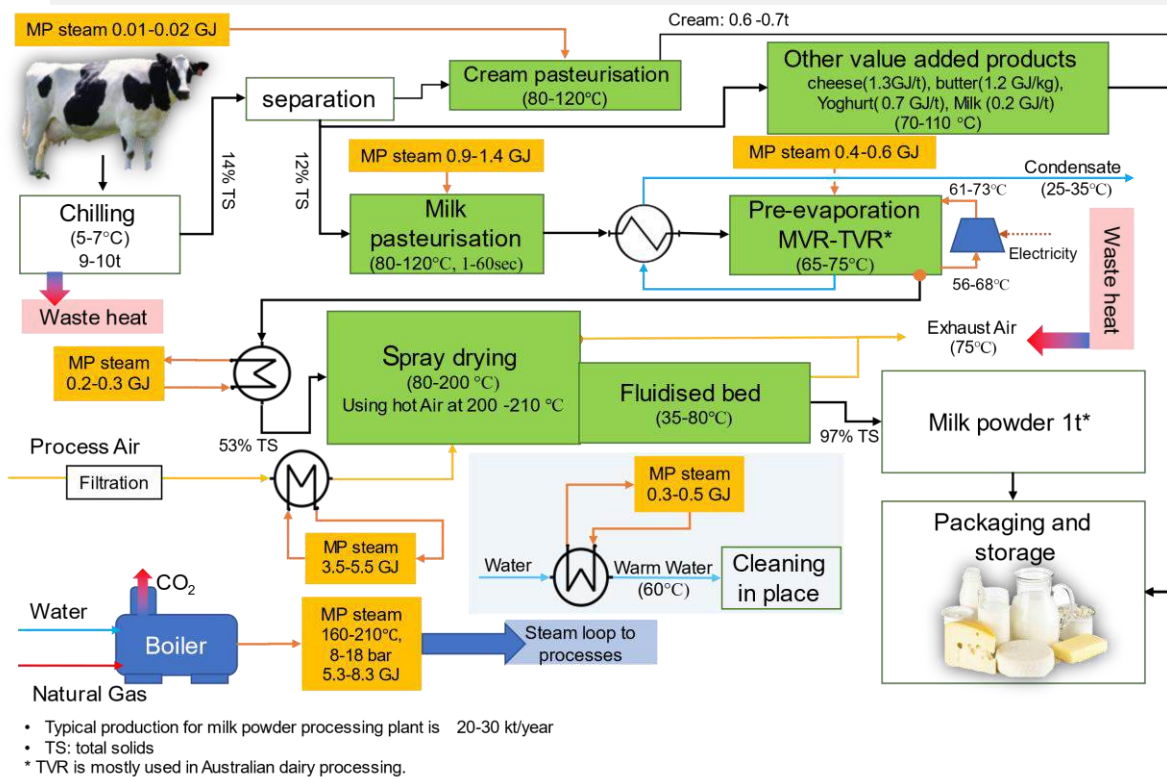 MP steam 0.01-0.02 GJ
Cream: 0.6 -0.7t
Cream pasteurisation
(80-120℃)
Other value added products
cheese(1.3GJ/t), butter(1.2 GJ/kg),
Yoghurt( 0.7 GJ/t), Milk (0.2 GJ/t)
(70-110 °C)
separation
14% TS
12% TS
MP steam 0.9-1.4 GJ
MP steam 0.4-0.6 GJ
Condensate
(25-35℃)
61-73℃
Chilling
(5-7°C)
9-10t
Milk
pasteurisation
(80-120℃, 1-60sec)
Pre-evaporation
MVR-TVR*
(65-75℃)
Electricity
56-68℃
Waste heat
Waste heat
Exhaust Air
(75℃)
MP steam
0.2-0.3 GJ
Spray drying
(80-200 °C)
Using hot Air at 200 -210 °C
Fluidised bed
(35-80℃)
53% TS
97% TS
Milk powder 1t*
Process Air
Filtration
MP steam
3.5-5.5 GJ
MP steam
0.3-0.5 GJ
Water
Warm Water
(60℃)
Cleaning
in place
Packaging and
storage
CO2
Water
Boiler
Natural Gas
MP steam
160-210℃,
8-18 bar
5.3-8.3 GJ
Steam loop to
processes
• Typical production for milk powder processing plant is 20-30 kt/year
• TS: total solids
* TVR is mostly used in Australian dairy processing.